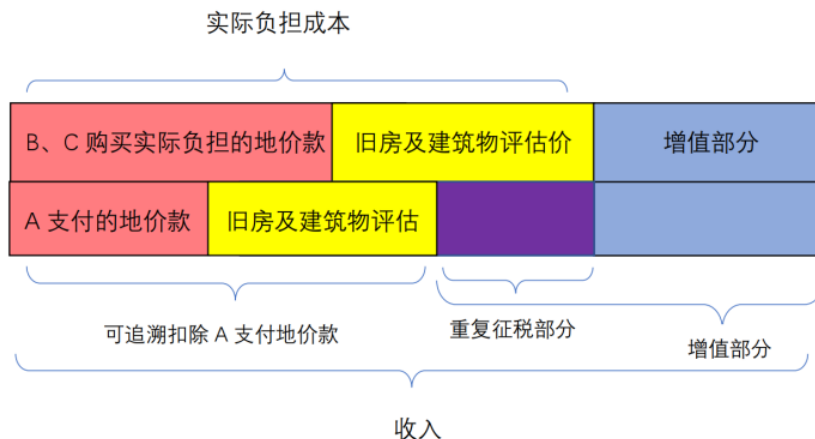 实际负担成本
B、C 购买实际负担的地价款
旧房及建筑物评估价
增值部分
A 支付的地价款
旧房及建筑物评估
可追溯扣除 A 支付地价款
重复征税部分
增值部分
收入